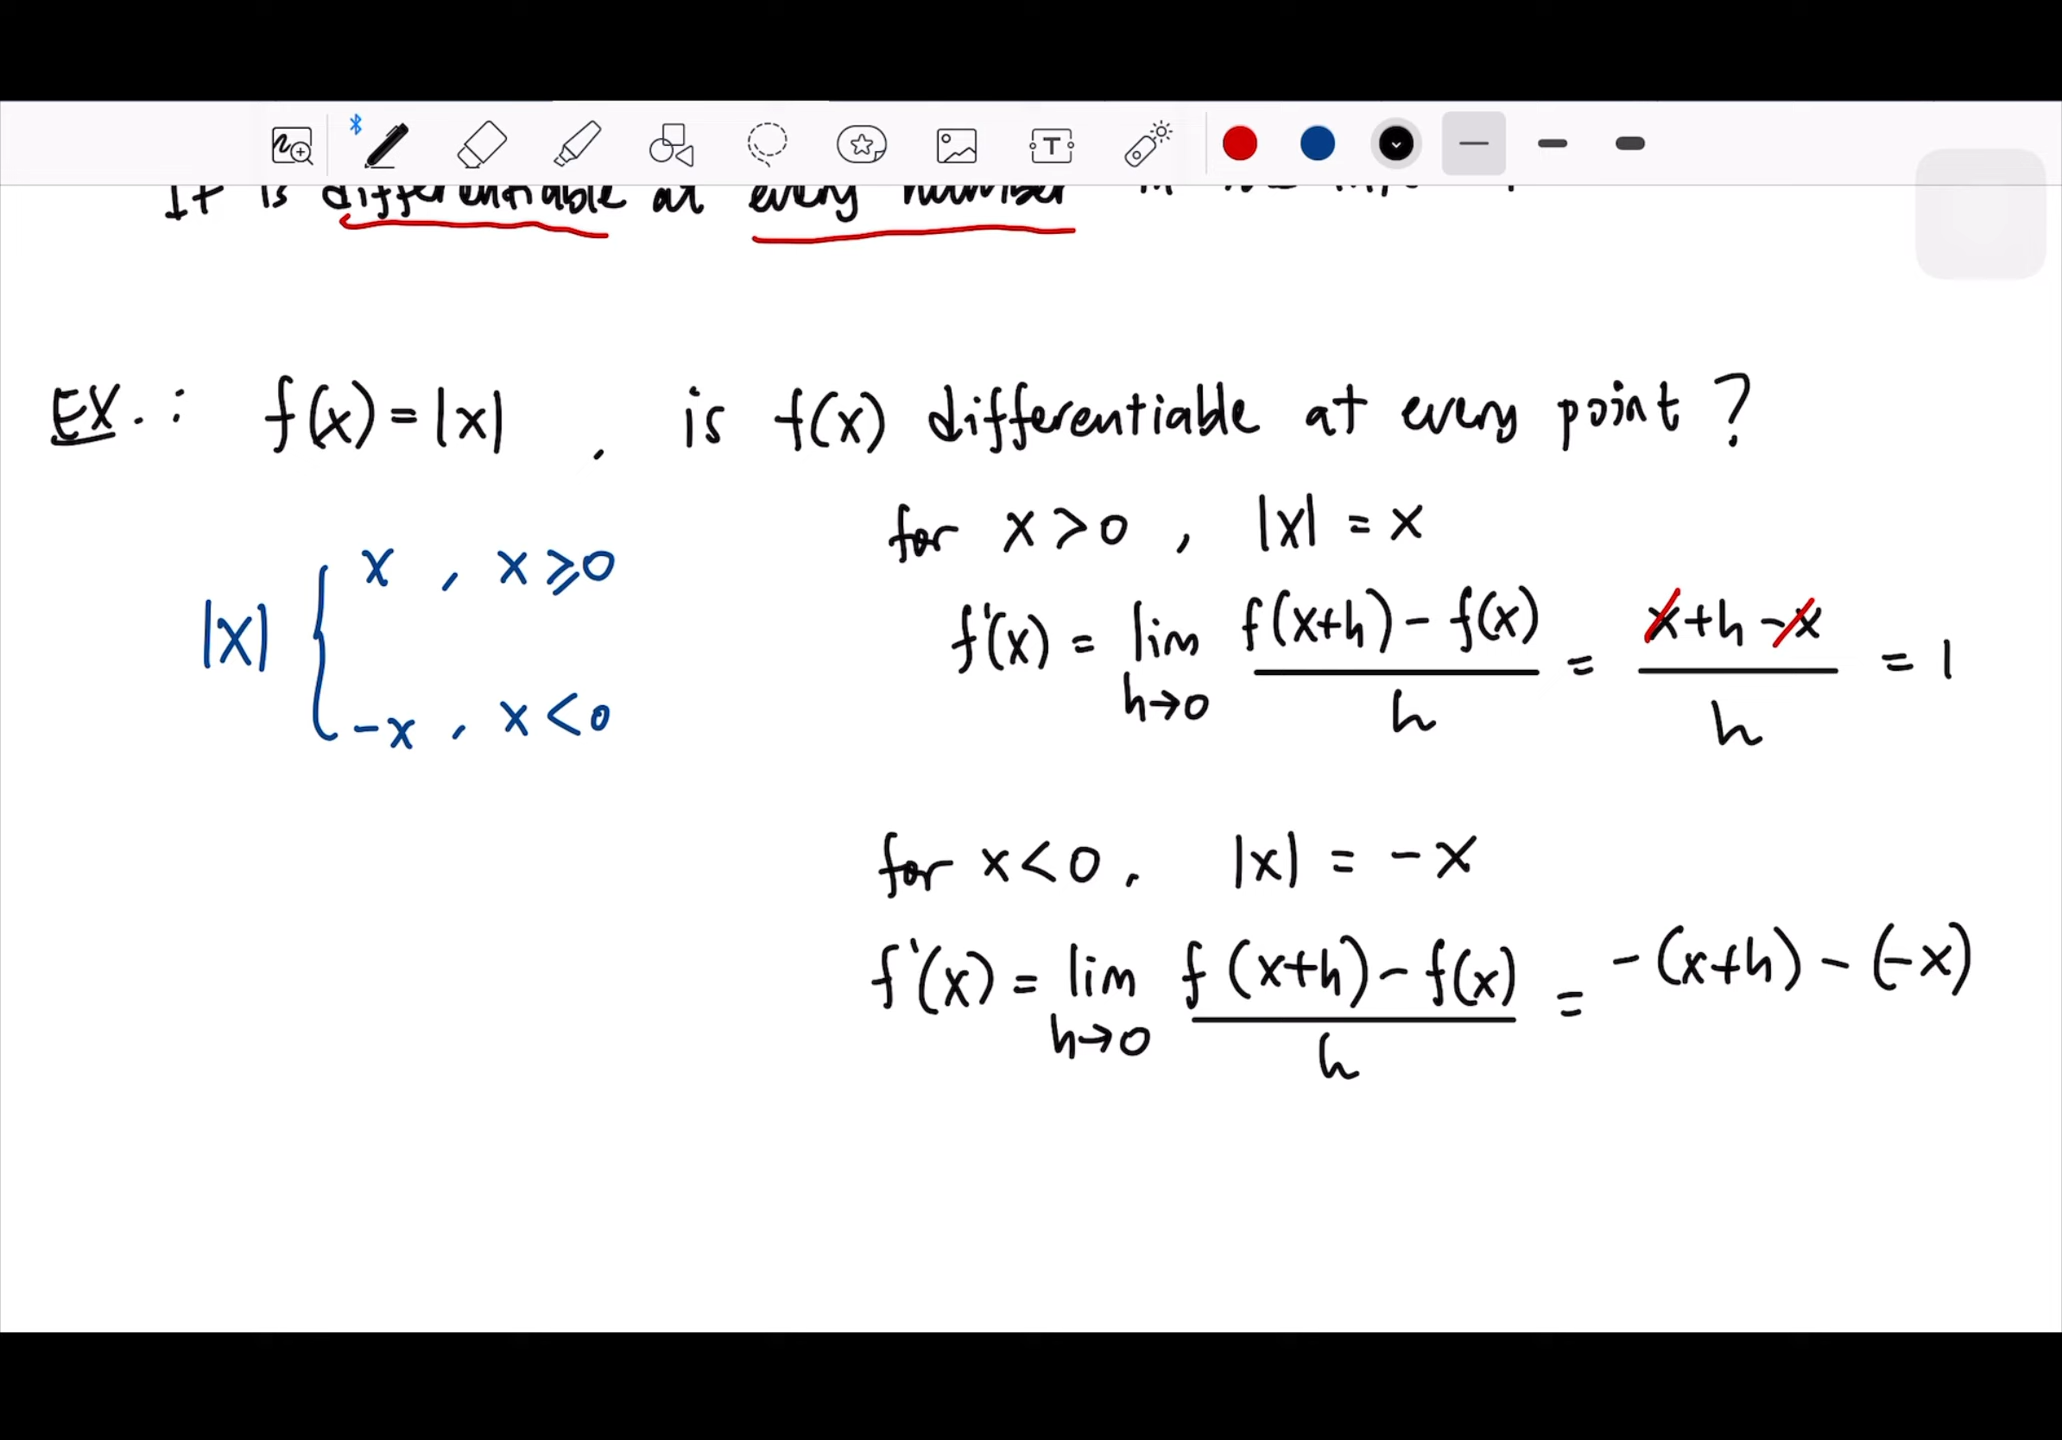 It is differentiable at every number in
EX. : f(x) = |x| , is f(x) differentiable at every point ?
|x| { x , x ⩾ 0
-x , x < 0
for x > 0 , |x| = x
f'(x) = lim h→0 f(x+h) - f(x) / h = x+h-x / h = 1
for x < 0 , |x| = -x
f'(x) = lim h→0 f(x+h) - f(x) / h = -(x+h) - (-x)